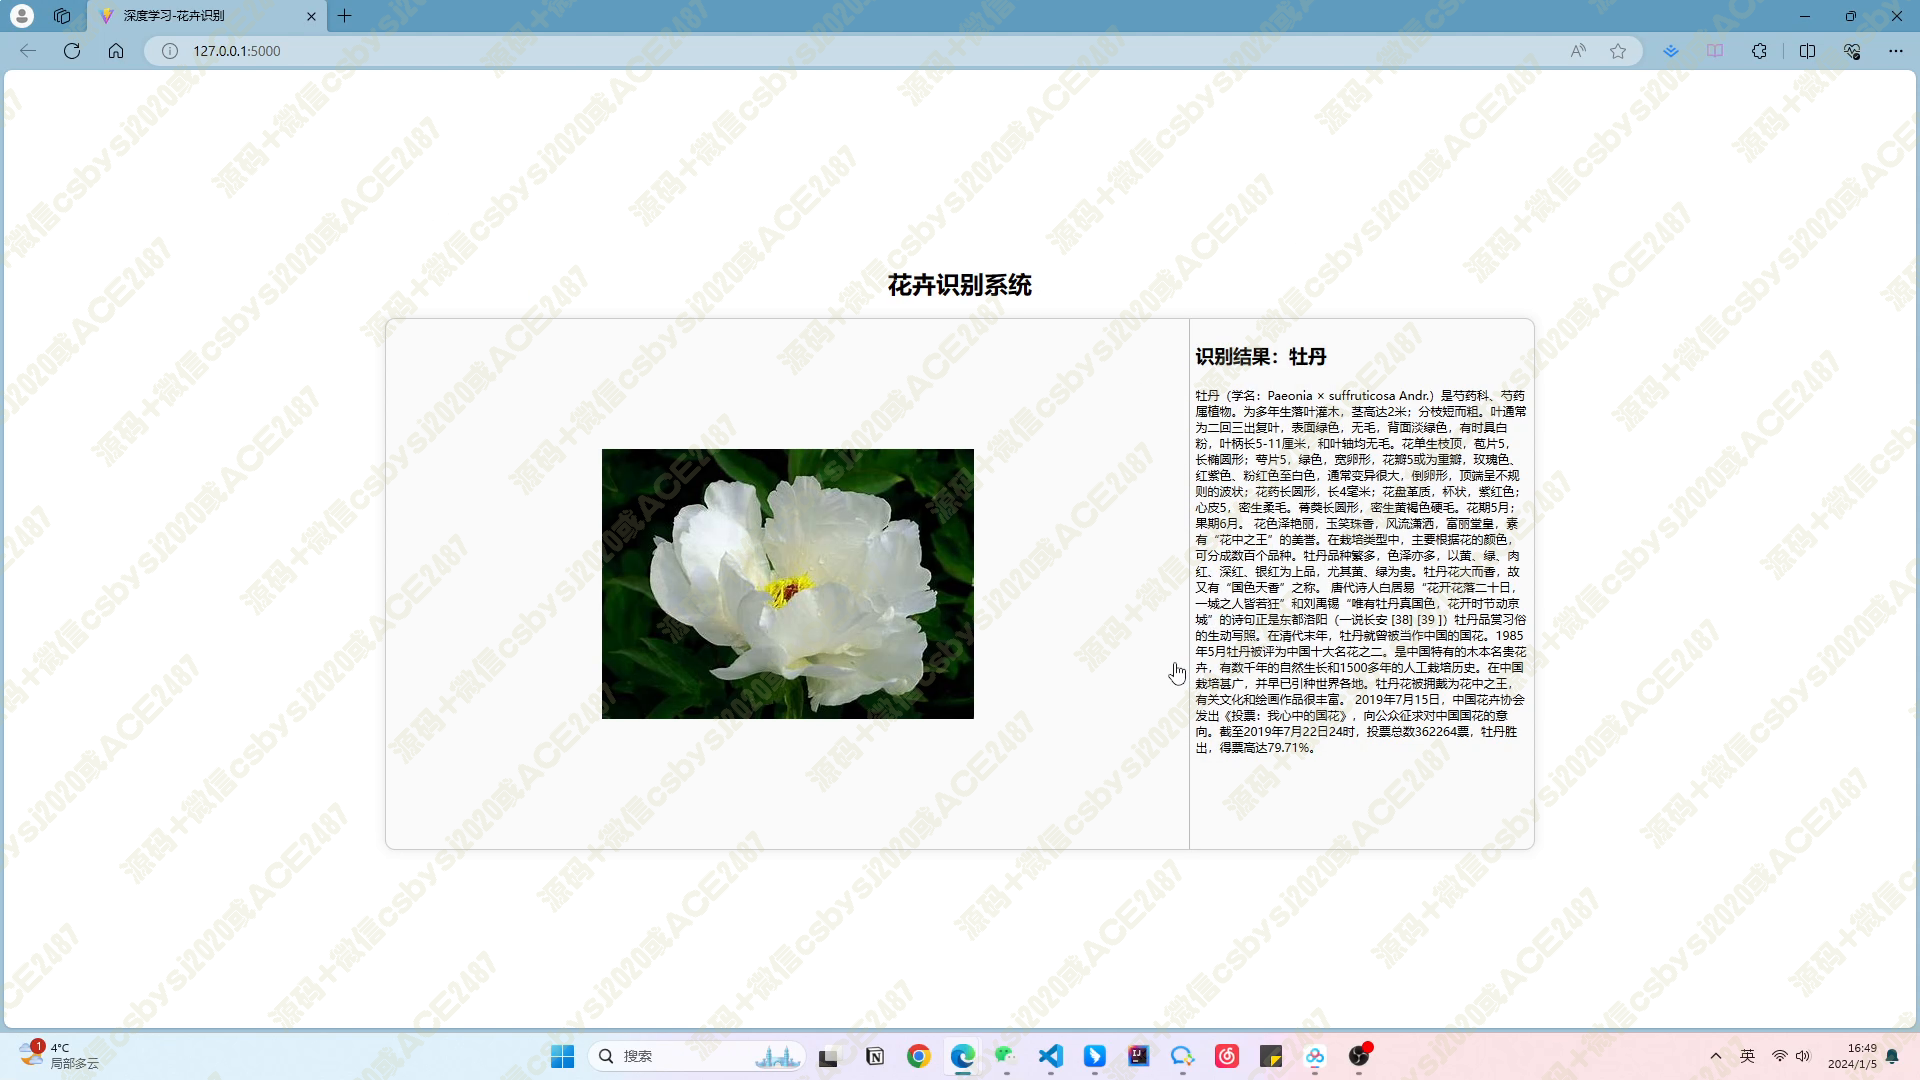 深度学习-花卉识别
127.0.0.1:5000
花卉识别系统
识别结果：牡丹
牡丹（学名：Paeonia × suffruticosa Andr.）是芍药科、芍药
属植物。为多年生落叶灌木，茎高达2米；分枝短而粗。叶通常
为二回三出复叶，表面绿色，无毛，背面淡绿色，有时具白
粉，叶柄长5-11厘米，和叶轴均无毛。花单生枝顶，苞片5，
长椭圆形；萼片5，绿色，宽卵形，花瓣5或为重瓣，玫瑰色、
红紫色、粉红色至白色，通常变异很大，倒卵形，顶端呈不规
则的波状；花药长圆形，长4毫米；花盘革质，杯状，紫红色；
心皮5，密生柔毛。蓇葖长圆形，密生黄褐色硬毛。花期5月；
果期6月。 花色泽艳丽，玉笑珠香，风流潇洒，富丽堂皇，素
有“花中之王”的美誉。在栽培类型中，主要根据花的颜色，
可分成数百个品种。牡丹品种繁多，色泽亦多，以黄、绿、肉
红、深红、银红为上品，尤其黄、绿为贵。牡丹花大而香，故
又有“国色天香”之称。 唐代诗人白居易“花开花落二十日，
一城之人皆若狂”和刘禹锡“唯有牡丹真国色，花开时节动京
城”的诗句正是东都洛阳（一说长安 [38] [39 ]）牡丹品赏习俗
的生动写照。在清代末年，牡丹就曾被当作中国的国花。1985
年5月牡丹被评为中国十大名花之二。是中国特有的木本名贵花
卉，有数千年的自然生长和1500多年的人工栽培历史。在中国
栽培甚广，并早已引种世界各地。牡丹花被拥戴为花中之王，
有关文化和绘画作品很丰富。 2019年7月15日，中国花卉协会
发出《投票：我心中的国花》，向公众征求对中国国花的意
向。截至2019年7月22日24时，投票总数362264票，牡丹胜
出，得票高达79.71%。
源码+微信csbysj2020或ACE2487
1
4°C
局部多云
搜索
英
16:49
2024/1/5